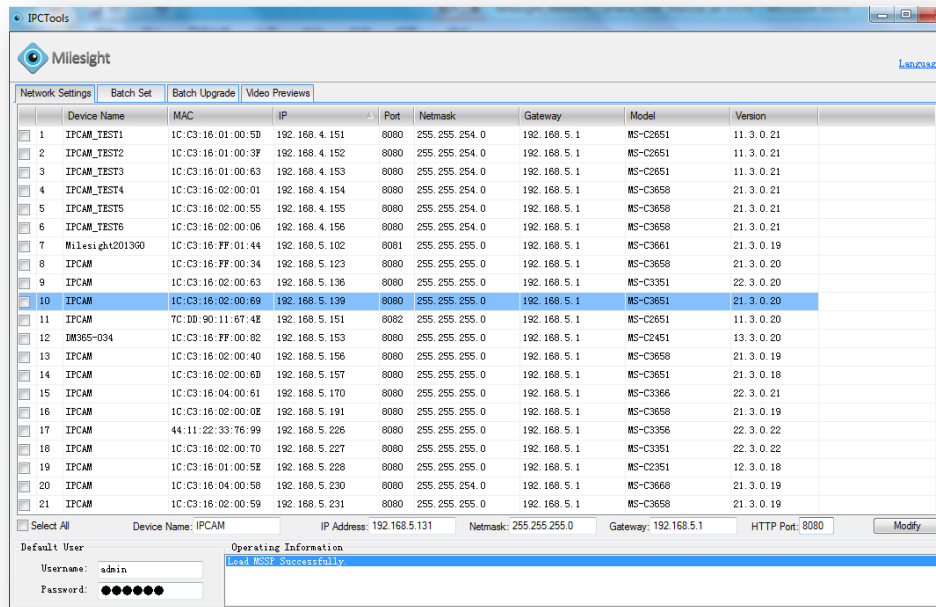 IPCTools
Milesight
Languag
Network Settings Batch Set Batch Upgrade Video Previews
Device Name MAC IP Port Netmask Gateway Model Version
1 IPCAM_TEST1 1C:C3:16:01:00:5D 192.168.4.151 8080 255.255.254.0 192.168.5.1 MS-C2651 11.3.0.21
2 IPCAM_TEST2 1C:C3:16:01:00:3F 192.168.4.152 8080 255.255.254.0 192.168.5.1 MS-C2651 11.3.0.21
3 IPCAM_TEST3 1C:C3:16:01:00:63 192.168.4.153 8080 255.255.254.0 192.168.5.1 MS-C2651 11.3.0.21
4 IPCAM_TEST4 1C:C3:16:02:00:01 192.168.4.154 8080 255.255.254.0 192.168.5.1 MS-C3658 21.3.0.21
5 IPCAM_TEST5 1C:C3:16:02:00:55 192.168.4.155 8080 255.255.254.0 192.168.5.1 MS-C3658 21.3.0.21
6 IPCAM_TEST6 1C:C3:16:02:00:06 192.168.4.156 8080 255.255.254.0 192.168.5.1 MS-C3658 21.3.0.21
7 Milesight2013GO 1C:C3:16:FF:01:44 192.168.5.102 8081 255.255.255.0 192.168.5.1 MS-C3661 21.3.0.19
8 IPCAM 1C:C3:16:FF:00:34 192.168.5.123 8080 255.255.255.0 192.168.5.1 MS-C3658 21.3.0.20
9 IPCAM 1C:C3:16:02:00:63 192.168.5.136 8080 255.255.255.0 192.168.5.1 MS-C3351 22.3.0.20
10 IPCAM 1C:C3:16:02:00:69 192.168.5.139 8080 255.255.255.0 192.168.5.1 MS-C3651 21.3.0.20
11 IPCAM 7C:DD:90:11:67:4E 192.168.5.151 8082 255.255.255.0 192.168.5.1 MS-C2651 11.3.0.20
12 DM365-034 1C:C3:16:FF:00:82 192.168.5.153 8080 255.255.255.0 192.168.5.1 MS-C2451 13.3.0.20
13 IPCAM 1C:C3:16:02:00:40 192.168.5.156 8080 255.255.255.0 192.168.5.1 MS-C3658 21.3.0.19
14 IPCAM 1C:C3:16:02:00:6D 192.168.5.157 8080 255.255.255.0 192.168.5.1 MS-C3651 21.3.0.18
15 IPCAM 1C:C3:16:04:00:61 192.168.5.170 8080 255.255.255.0 192.168.5.1 MS-C3366 22.3.0.21
16 IPCAM 1C:C3:16:02:00:0E 192.168.5.191 8080 255.255.255.0 192.168.5.1 MS-C3658 21.3.0.19
17 IPCAM 44:11:22:33:76:99 192.168.5.226 8080 255.255.255.0 192.168.5.1 MS-C3356 22.3.0.22
18 IPCAM 1C:C3:16:02:00:70 192.168.5.227 8080 255.255.255.0 192.168.5.1 MS-C3351 22.3.0.22
19 IPCAM 1C:C3:16:01:00:5E 192.168.5.228 8080 255.255.255.0 192.168.5.1 MS-C2351 12.3.0.18
20 IPCAM 1C:C3:16:04:00:58 192.168.5.230 8080 255.255.254.0 192.168.5.1 MS-C3668 21.3.0.19
21 IPCAM 1C:C3:16:02:00:59 192.168.5.231 8080 255.255.255.0 192.168.5.1 MS-C3658 21.3.0.19
Select All Device Name: IPCAM IP Address: 192.168.5.131 Netmask: 255.255.255.0 Gateway: 192.168.5.1 HTTP Port: 8080 Modify
Default User Operating Information
Load MSSP Successfully.
Username: admin
Password: ●●●●●●